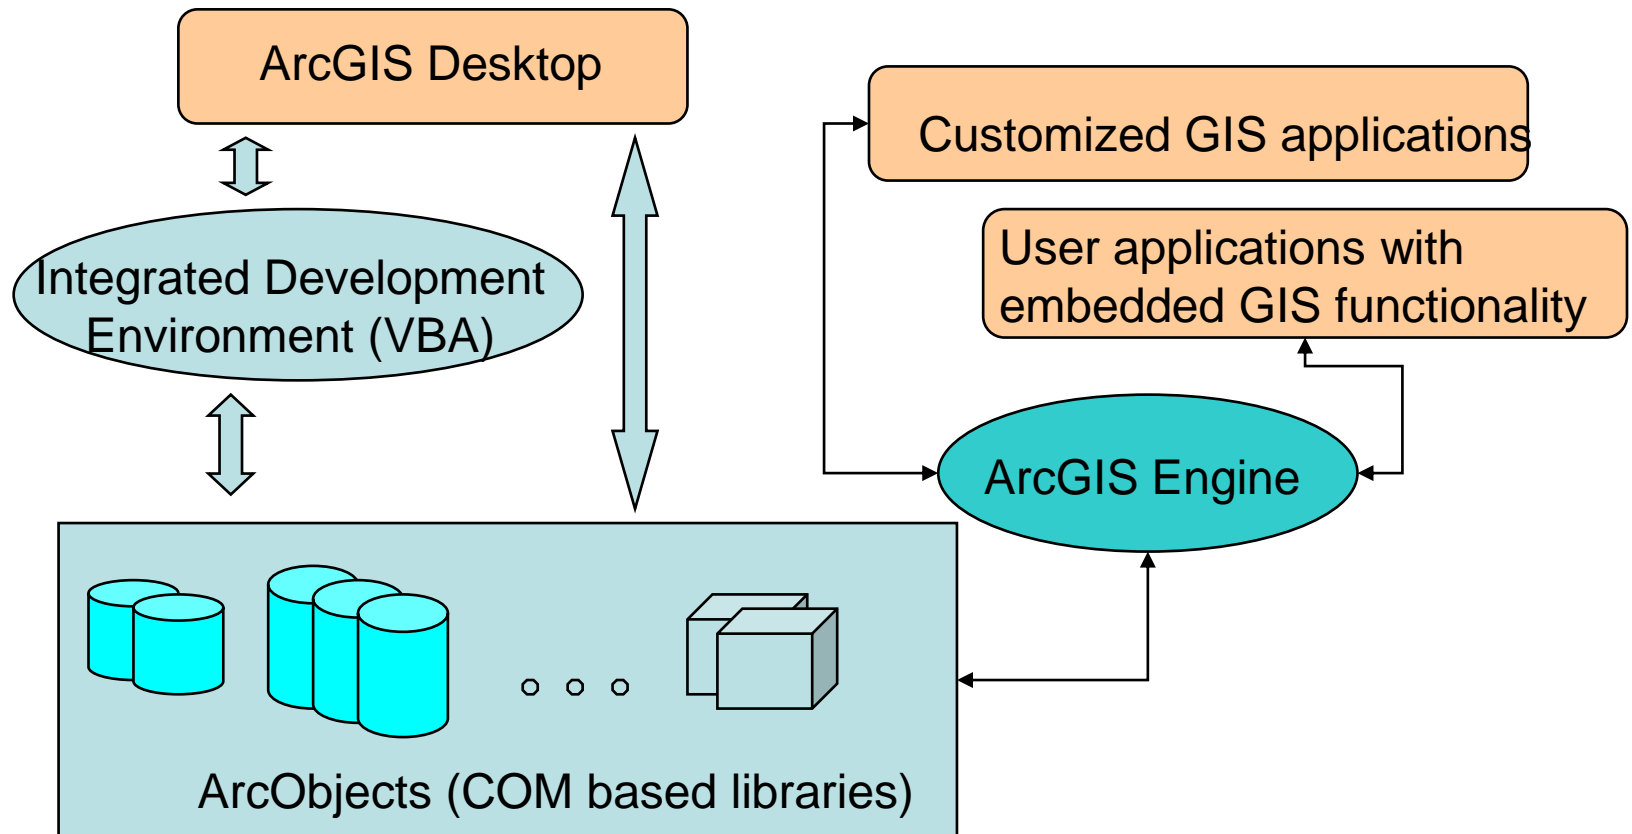 ArcGIS Desktop
Customized GIS applications
User applications with
embedded GIS functionality
Integrated Development
Environment (VBA)
ArcGIS Engine
ArcObjects (COM based libraries)